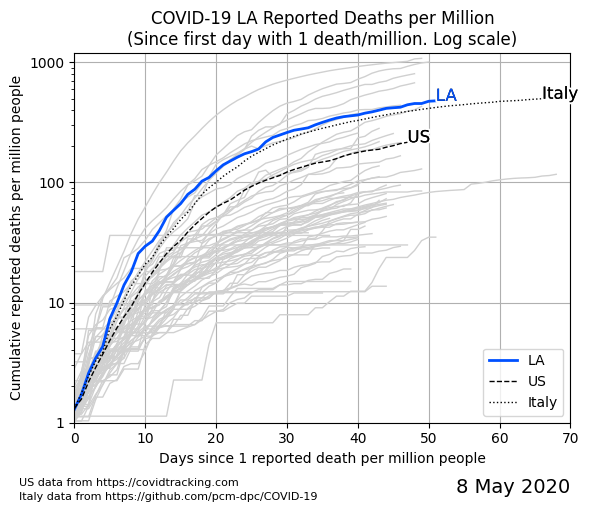 COVID-19 LA Reported Deaths per Million
(Since first day with 1 death/million. Log scale)
Cumulative reported deaths per million people
1000
100
10
1
LA
Italy
US
LA
US
Italy
0 10 20 30 40 50 60 70
Days since 1 reported death per million people
US data from https://covidtracking.com
Italy data from https://github.com/pcm-dpc/COVID-19
8 May 2020